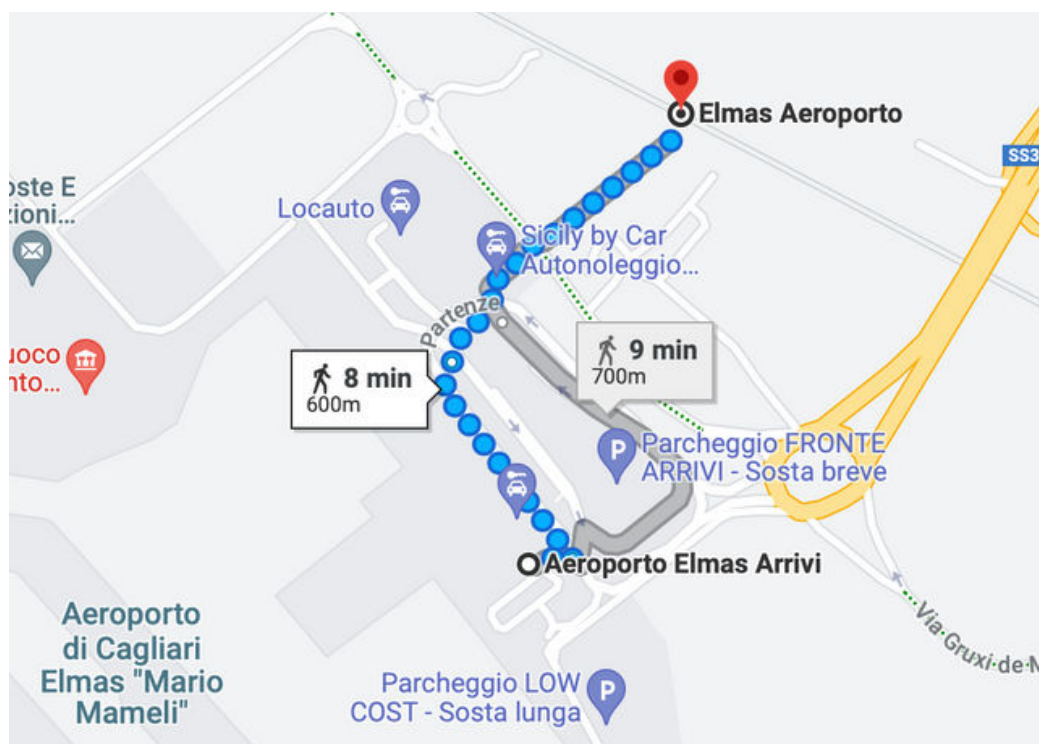 Elmas Aeroporto
SS3
oste E
zioni...
Locauto
Sicily by Car
Autonoleggio...
Partenze
uoco
nto...
8 min
600m
9 min
700m
P
Parcheggio FRONTE
ARRIVI - Sosta breve
Aeroporto Elmas Arrivi
Aeroporto
di Cagliari
Elmas "Mario
Mameli"
Via Gruxi de M
Parcheggio LOW
COST - Sosta lunga
P